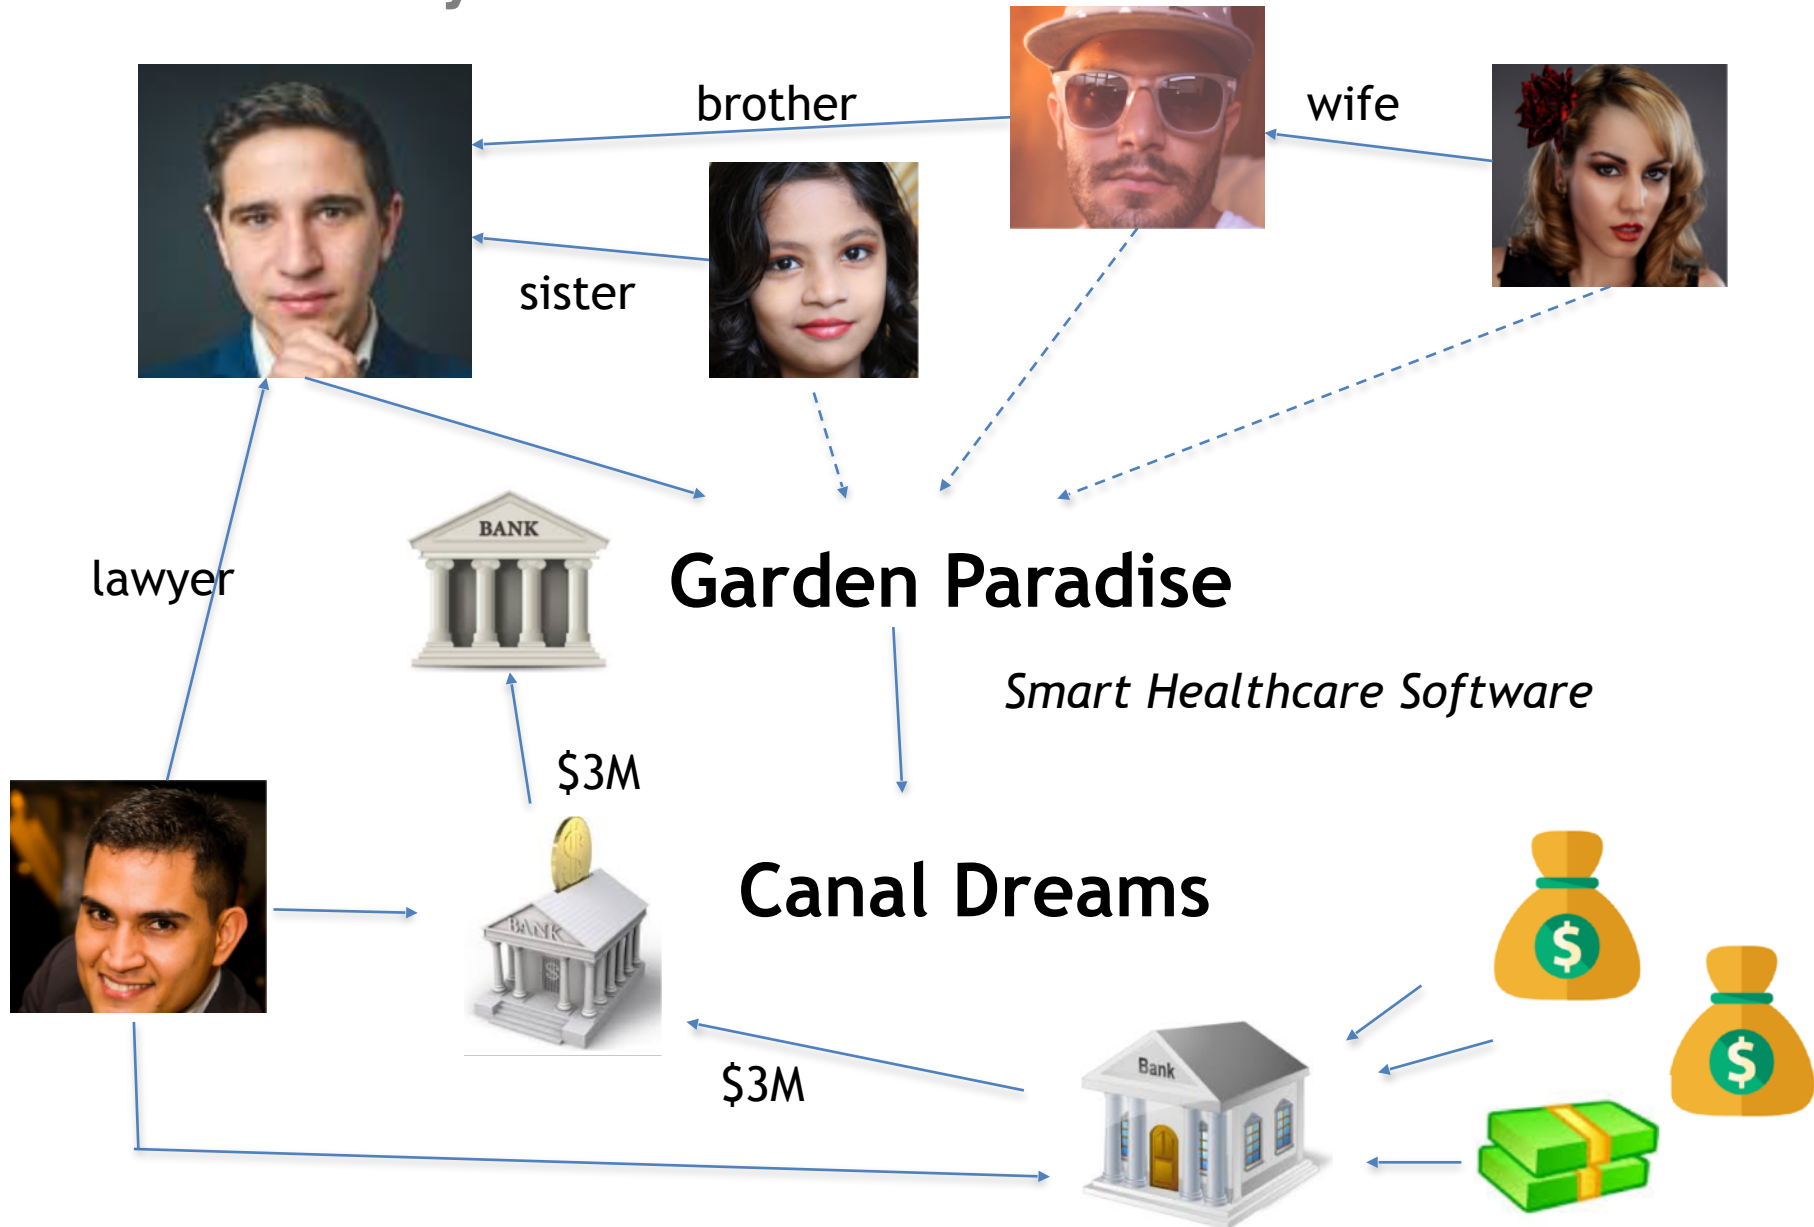 brother
wife
sister
BANK
Garden Paradise
lawyer
Smart Healthcare Software
$3M
BANK
$
Canal Dreams
$
$
Bank
$3M